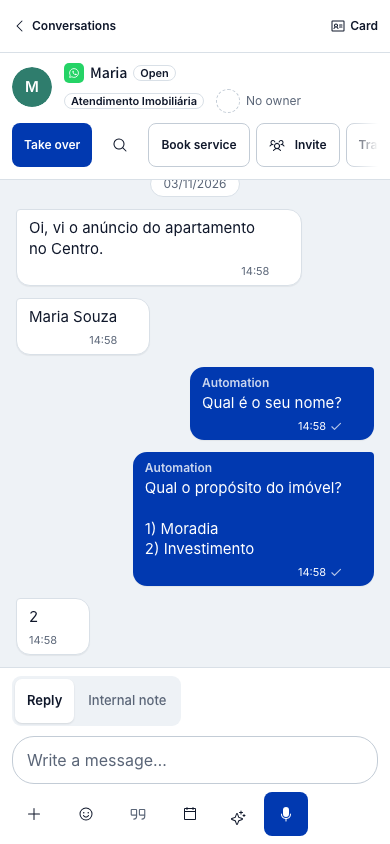 Conversations
Card
M
Maria
Open
Atendimento Imobiliária
No owner
Take over
Book service
Invite
Tra
03/11/2026
Oi, vi o anúncio do apartamento
no Centro.
14:58
Maria Souza
14:58
Automation
Qual é o seu nome?
14:58
Automation
Qual o propósito do imóvel?
1) Moradia
2) Investimento
14:58
2
14:58
Reply
Internal note
Write a message...